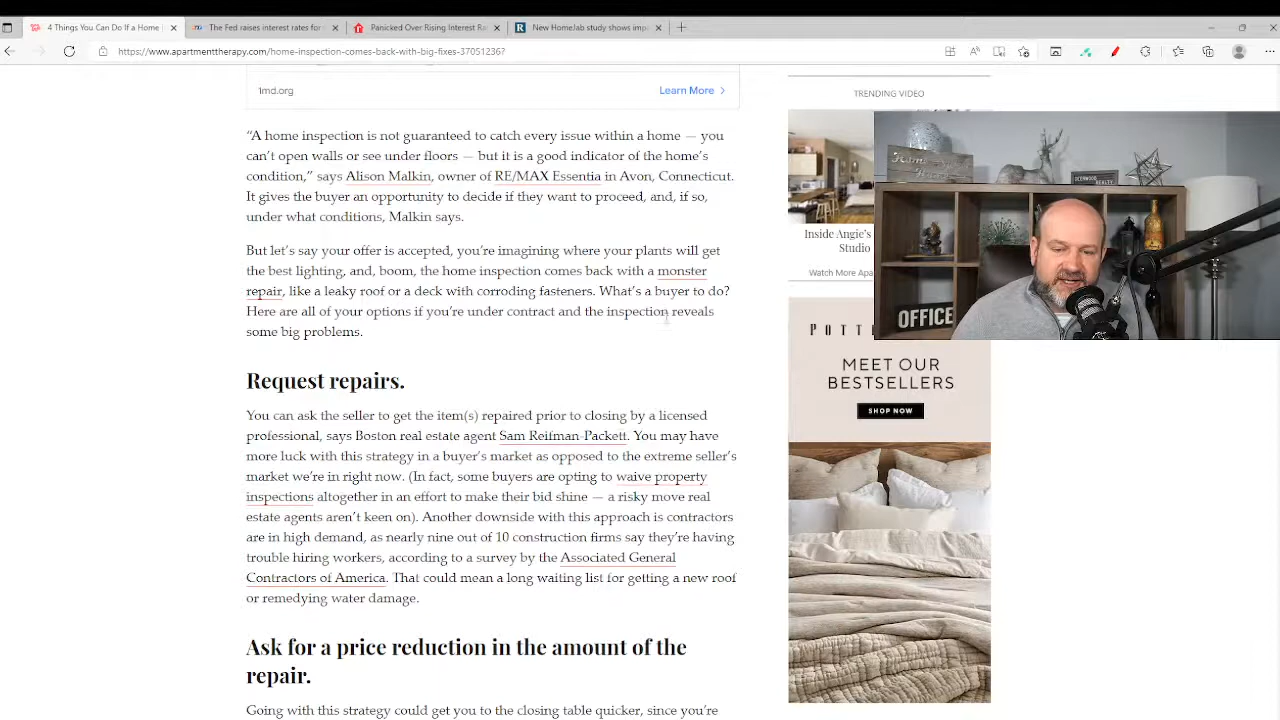 4 Things You Can Do If a Home
The Fed raises interest rates for
Panicked Over Rising Interest Ra
New HomeJab study shows imp
https://www.apartmenttherapy.com/home-inspection-comes-back-with-big-fixes-37051236?
1md.org
Learn More
“A home inspection is not guaranteed to catch every issue within a home — you
can’t open walls or see under floors — but it is a good indicator of the home’s
condition,” says Alison Malkin, owner of RE/MAX Essentia in Avon, Connecticut.
It gives the buyer an opportunity to decide if they want to proceed, and, if so,
under what conditions, Malkin says.
But let’s say your offer is accepted, you’re imagining where your plants will get
the best lighting, and, boom, the home inspection comes back with a monster
repair, like a leaky roof or a deck with corroding fasteners. What’s a buyer to do?
Here are all of your options if you’re under contract and the inspection reveals
some big problems.
Request repairs.
You can ask the seller to get the item(s) repaired prior to closing by a licensed
professional, says Boston real estate agent Sam Reifman-Packett. You may have
more luck with this strategy in a buyer’s market as opposed to the extreme seller’s
market we’re in right now. (In fact, some buyers are opting to waive property
inspections altogether in an effort to make their bid shine — a risky move real
estate agents aren’t keen on). Another downside with this approach is contractors
are in high demand, as nearly nine out of 10 construction firms say they’re having
trouble hiring workers, according to a survey by the Associated General
Contractors of America. That could mean a long waiting list for getting a new roof
or remedying water damage.
Ask for a price reduction in the amount of the
repair.
Going with this strategy could get you to the closing table quicker, since you’re
TRENDING VIDEO
Inside Angie’s
Studio
Watch More Apa
POTT
MEET OUR
BESTSELLERS
SHOP NOW
DEERWOOD REALTY
OFFICE